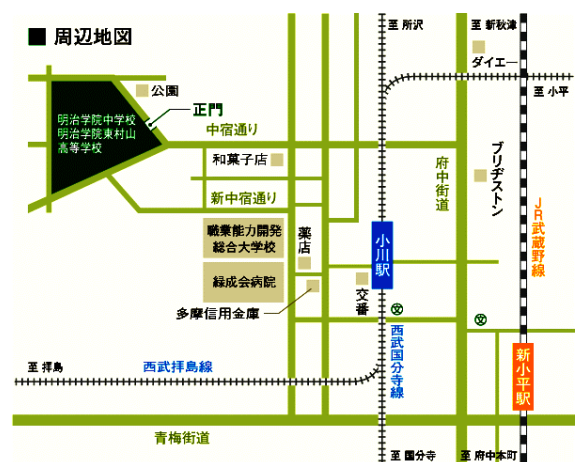 周辺地図
至 所沢
至 新秋津
ダイエー
至 小平
公園
正門
明治学院中学校
明治学院東村山
高等学校
中宿通り
和菓子店
新中宿通り
府中街道
ブリヂストン
JR武蔵野線
職業能力開発
総合大学校
薬店
小川駅
緑成会病院
交番
多摩信用金庫
文
文
西武国分寺線
新小平駅
至 拝島
西武拝島線
青梅街道
至 国分寺
至 府中本町